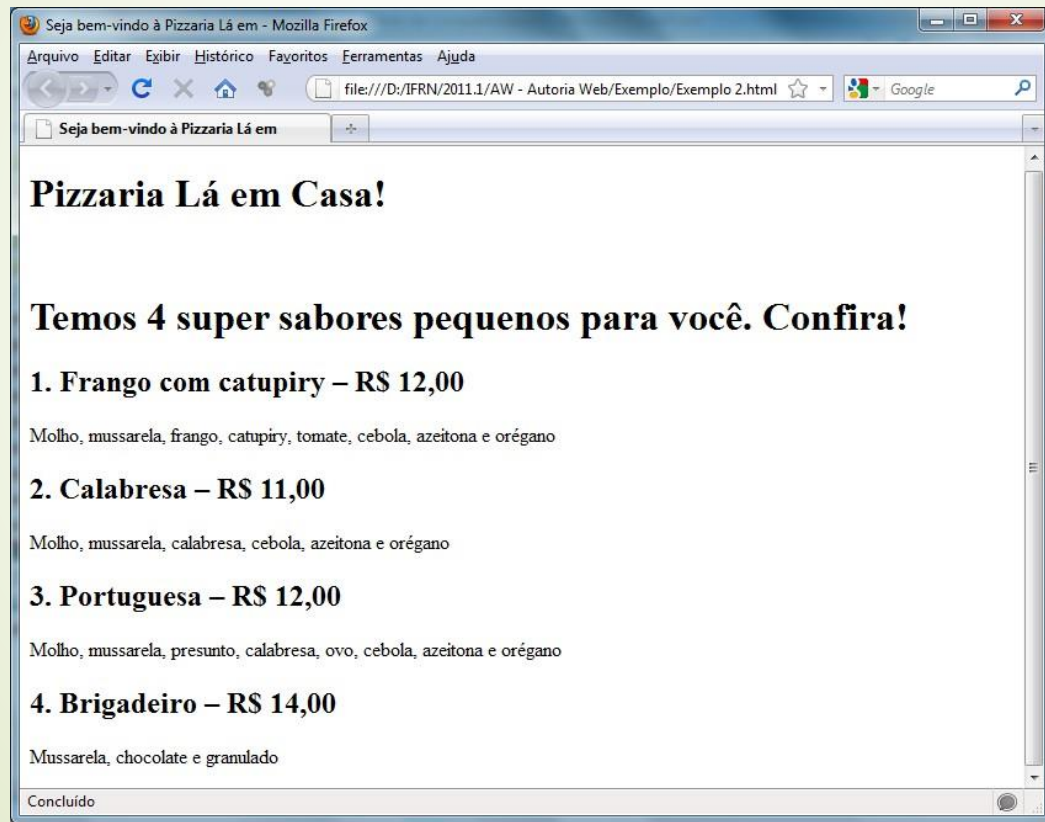 Seja bem-vindo à Pizzaria Lá em - Mozilla Firefox
Arquivo Editar Exibir Histórico Favoritos Ferramentas Ajuda
file:///D:/IFRN/2011.1/AW - Autoria Web/Exemplo/Exemplo 2.html Google
Seja bem-vindo à Pizzaria Lá em
Pizzaria Lá em Casa!
Temos 4 super sabores pequenos para você. Confira!
1. Frango com catupiry – R$ 12,00
Molho, mussarela, frango, catupiry, tomate, cebola, azeitona e orégano
2. Calabresa – R$ 11,00
Molho, mussarela, calabresa, cebola, azeitona e orégano
3. Portuguesa – R$ 12,00
Molho, mussarela, presunto, calabresa, ovo, cebola, azeitona e orégano
4. Brigadeiro – R$ 14,00
Mussarela, chocolate e granulado
Concluído